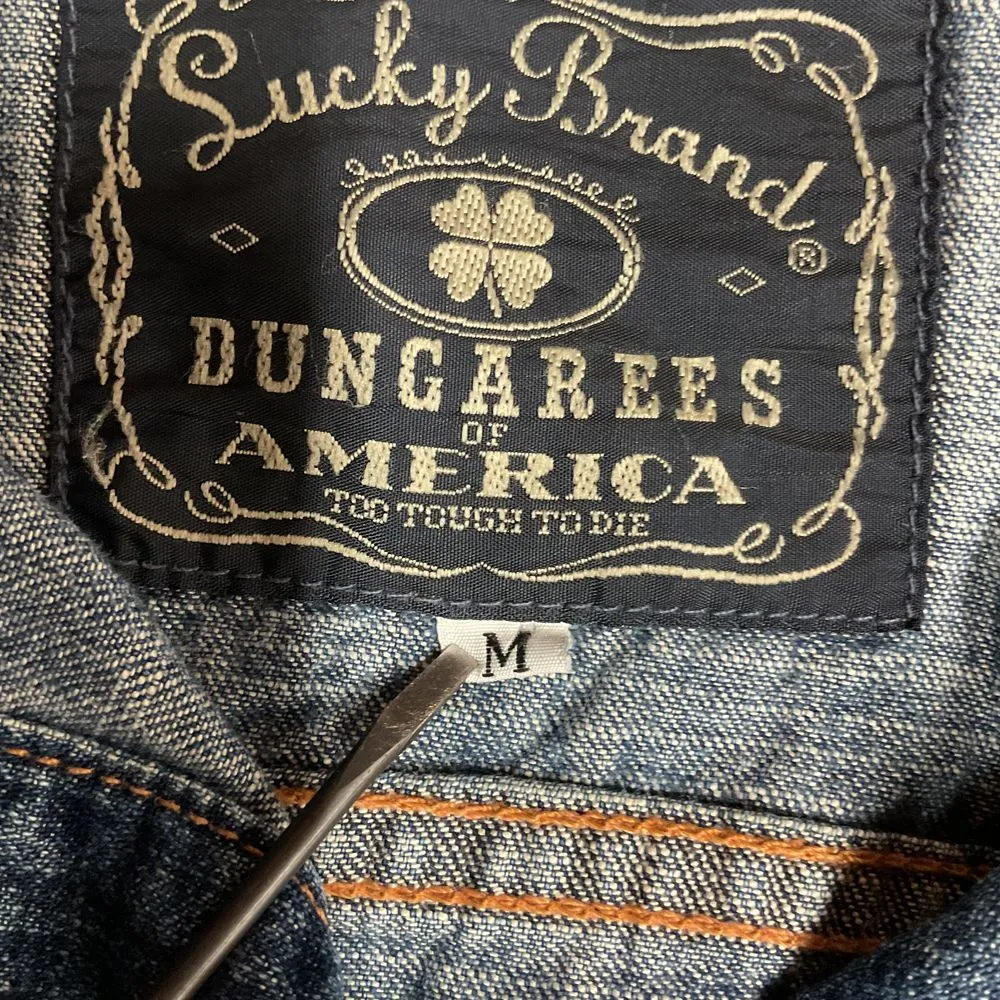 Lucky Brand®
DUNGAREES
OF
AMERICA
TOO TOUGH TO DIE
M